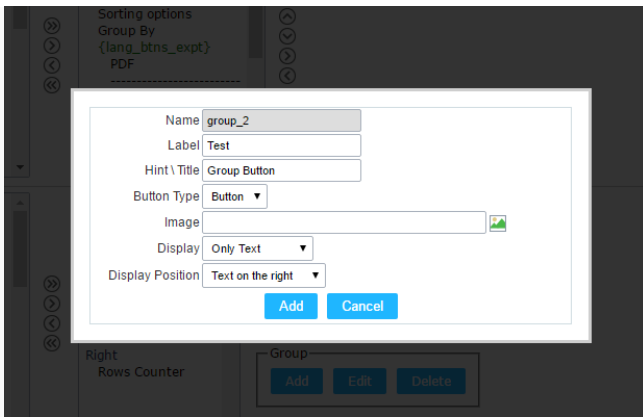 Sorting options
Group By
{lang_btns_expt}
PDF
------------------------
Name group_2
Label Test
Hint \ Title Group Button
Button Type Button
Image
Display Only Text
Display Position Text on the right
Add Cancel
Right
Rows Counter
Group
Add Edit Delete